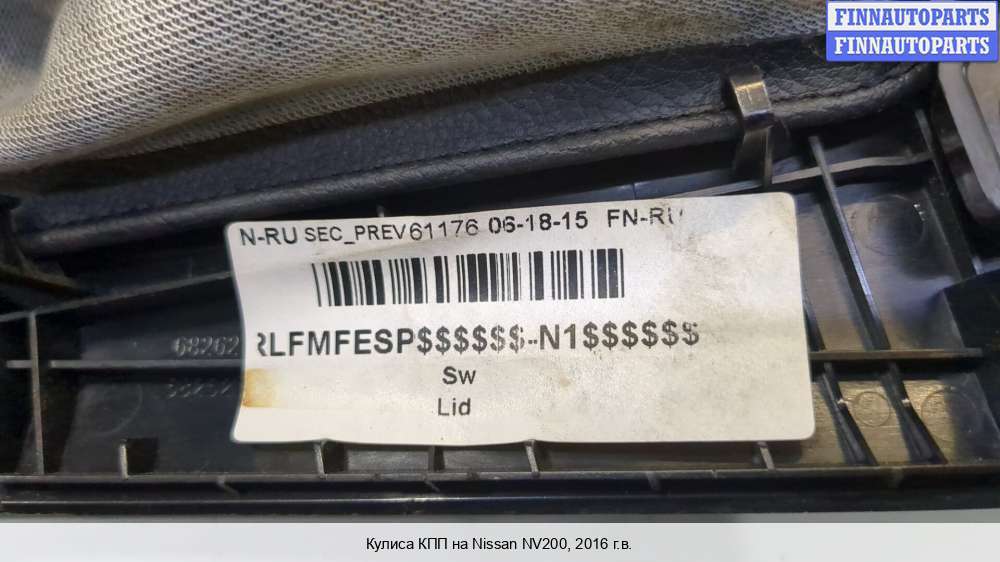 FINNAUTOPARTS
FINNAUTOPARTS
N-RU SEC_PREV61176 06-18-15 FN-RU
RLFMFESP$$$$$$-N1$$$$$$
68262
Sw
Lid
Кулиса КПП на Nissan NV200, 2016 г.в.